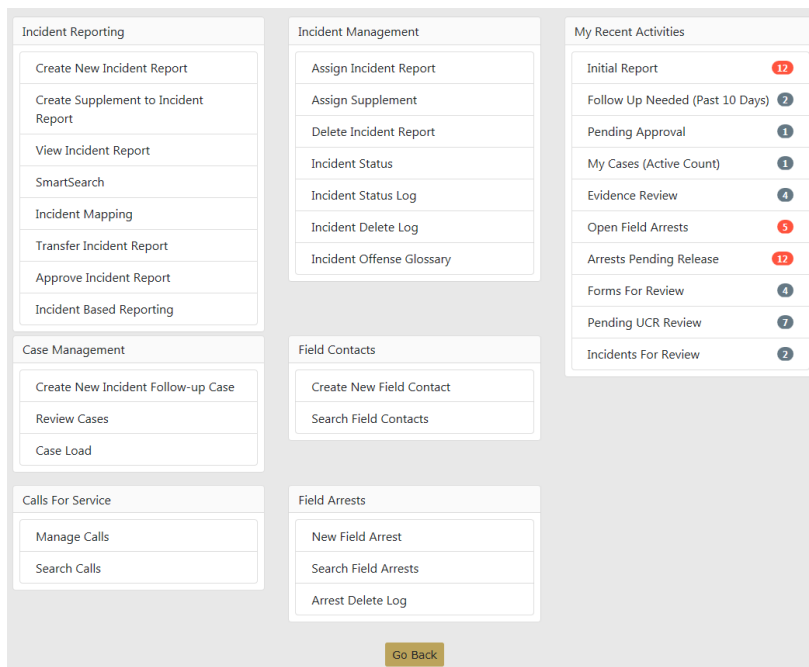 Incident Reporting
Create New Incident Report
Create Supplement to Incident
Report
View Incident Report
SmartSearch
Incident Mapping
Transfer Incident Report
Approve Incident Report
Incident Based Reporting
Incident Management
Assign Incident Report
Assign Supplement
Delete Incident Report
Incident Status
Incident Status Log
Incident Delete Log
Incident Offense Glossary
My Recent Activities
Initial Report 12
Follow Up Needed (Past 10 Days) 2
Pending Approval 1
My Cases (Active Count) 1
Evidence Review 4
Open Field Arrests 5
Arrests Pending Release 12
Forms For Review 4
Pending UCR Review 7
Incidents For Review 2
Case Management
Create New Incident Follow-up Case
Review Cases
Case Load
Field Contacts
Create New Field Contact
Search Field Contacts
Calls For Service
Manage Calls
Search Calls
Field Arrests
New Field Arrest
Search Field Arrests
Arrest Delete Log
Go Back